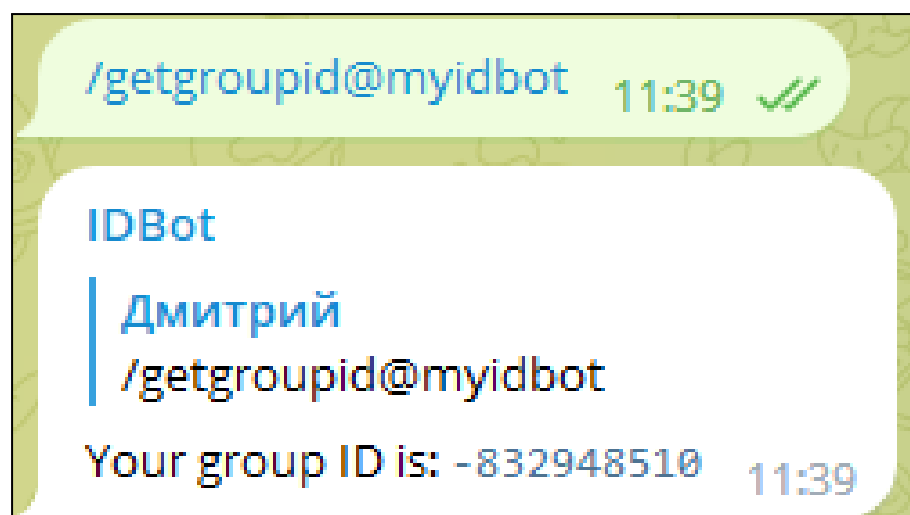 /getgroupid@myidbot 11:39
IDBot
Дмитрий
/getgroupid@myidbot
Your group ID is: -832948510 11:39